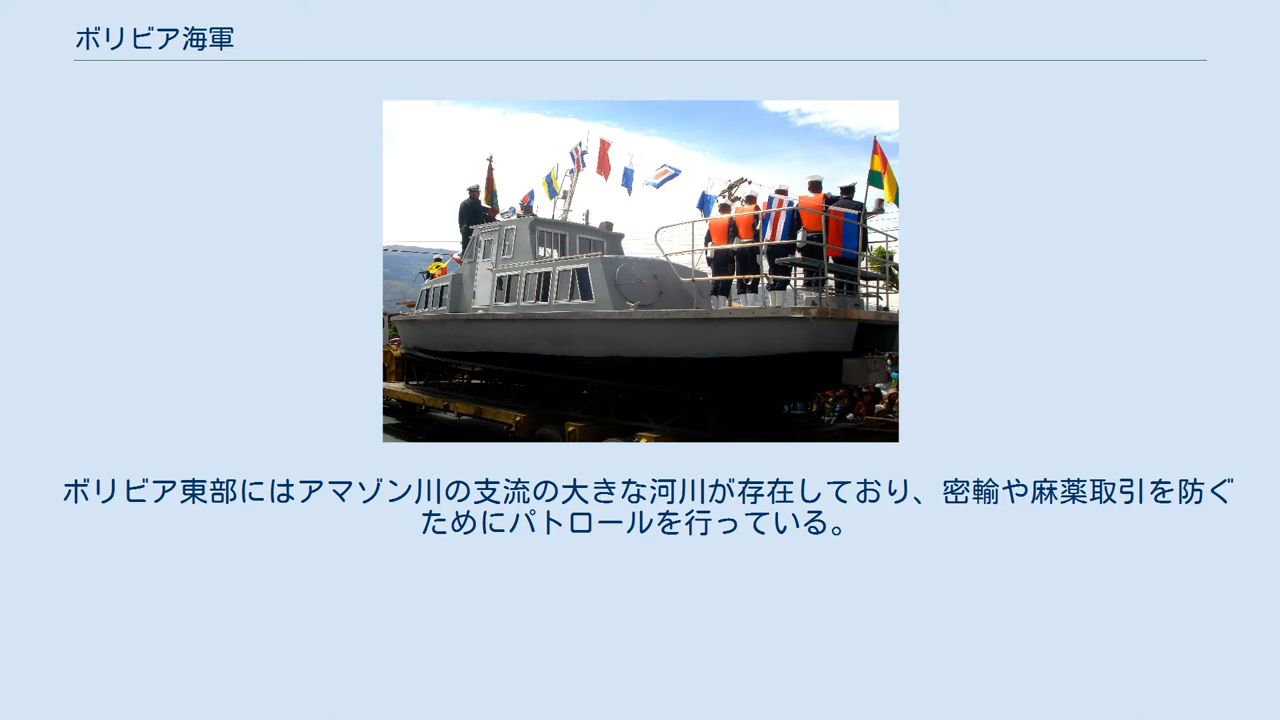 ボリビア海軍
ボリビア東部にはアマゾン川の支流の大きな河川が存在しており、密輸や麻薬取引を防ぐ
ためにパトロールを行っている。